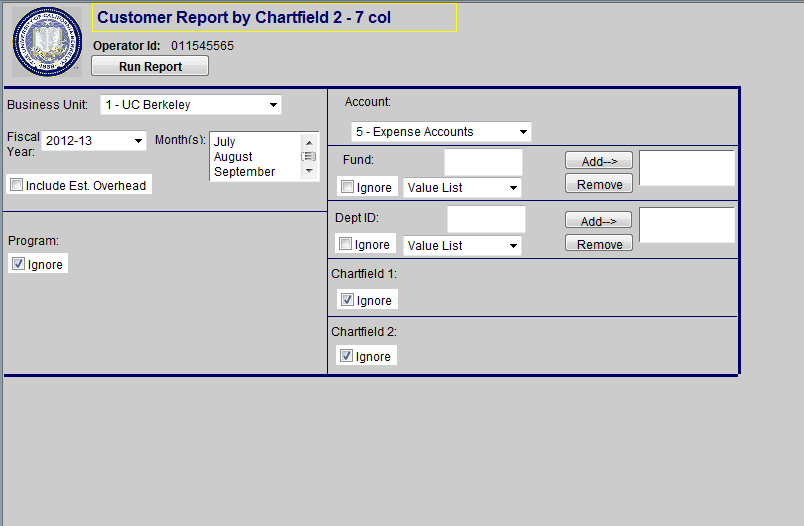 Customer Report by Chartfield 2 - 7 col
Operator Id: 011545565
Run Report
Business Unit: 1 - UC Berkeley
Fiscal Year: 2012-13
Month(s): July
August
September
Include Est. Overhead
Program:
Ignore
Account:
5 - Expense Accounts
Fund:
Add-->
Ignore
Value List
Remove
Dept ID:
Add-->
Ignore
Value List
Remove
Chartfield 1:
Ignore
Chartfield 2:
Ignore